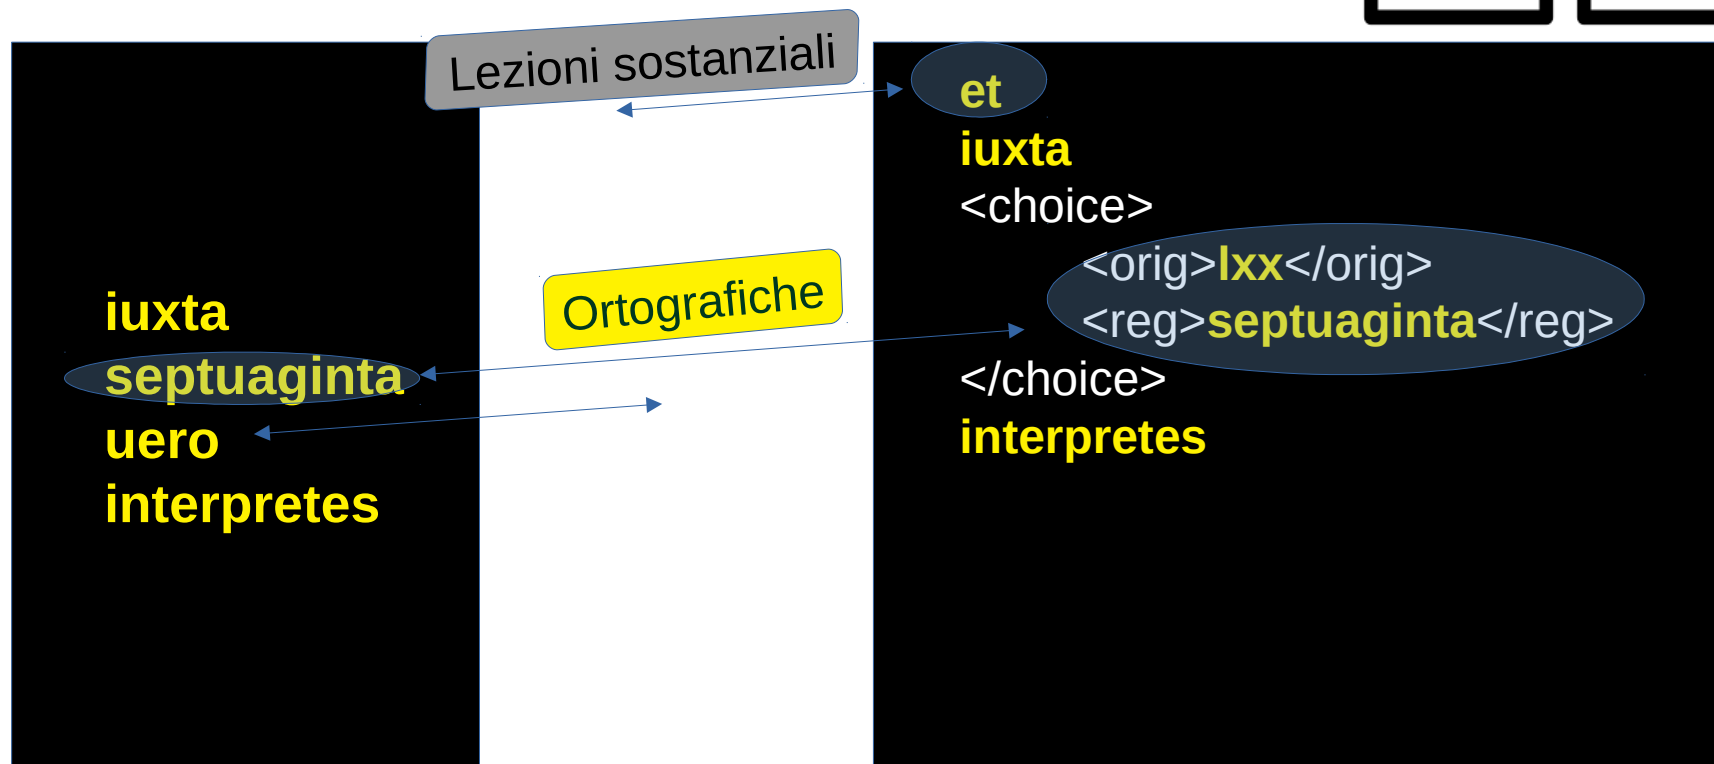 Lezioni sostanziali
Ortografiche
iuxta
septuaginta
uero
interpretes
et
iuxta
<choice>
<orig>lxx</orig>
<reg>septuaginta</reg>
</choice>
interpretes